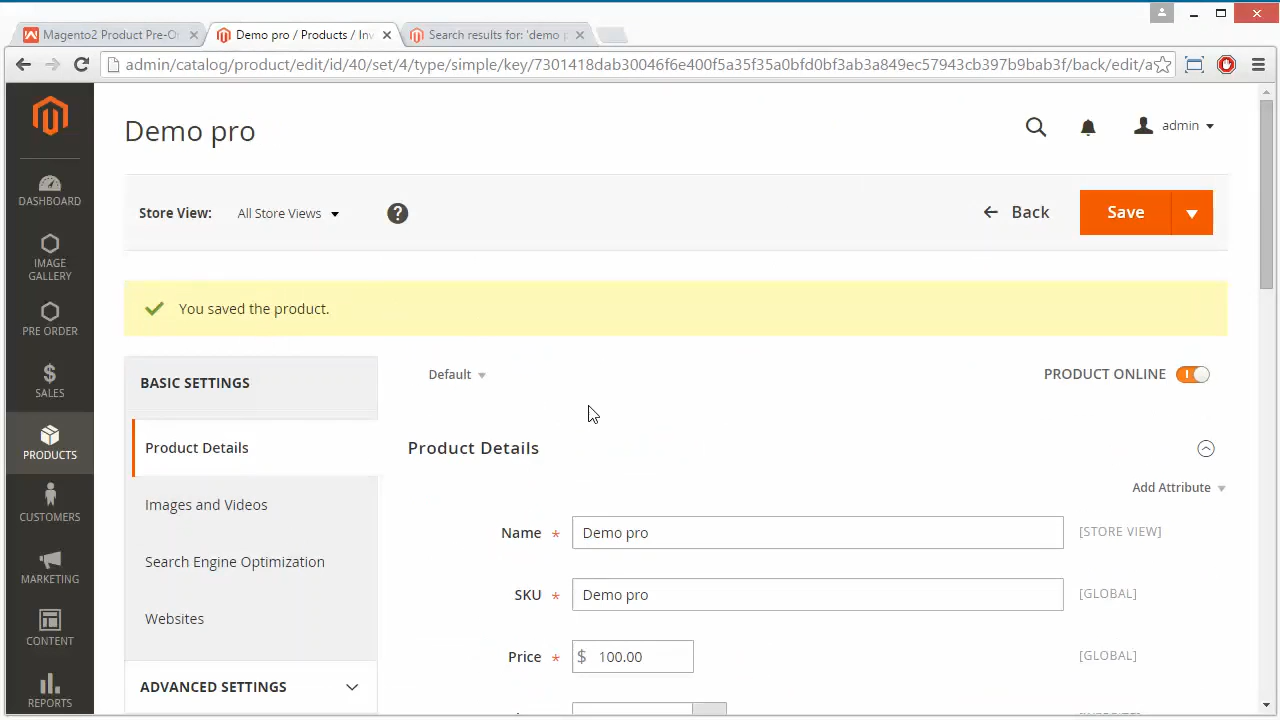 Magento2 Product Pre-O
Demo pro / Products / Inv
Search results for: 'demo p
admin/catalog/product/edit/id/40/set/4/type/simple/key/7301418dab30046f6e400f5a35f35a0bfd0bf3ab3a849ec57943cb397b9bab3f/back/edit/a
Demo pro
admin
Store View:
All Store Views
?
Back
Save
You saved the product.
DASHBOARD
IMAGE
GALLERY
PRE ORDER
SALES
PRODUCTS
CUSTOMERS
MARKETING
CONTENT
REPORTS
BASIC SETTINGS
Product Details
Images and Videos
Search Engine Optimization
Websites
ADVANCED SETTINGS
Default
PRODUCT ONLINE
Product Details
Add Attribute
Name * Demo pro [STORE VIEW]
SKU * Demo pro [GLOBAL]
Price * $ 100.00 [GLOBAL]